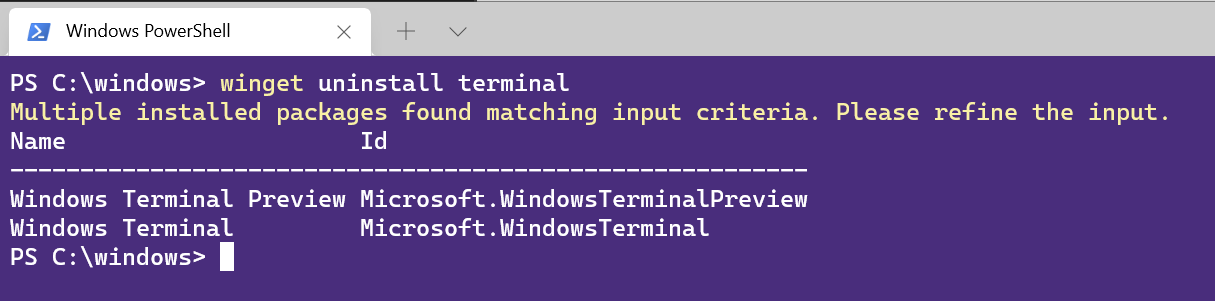 Windows PowerShell
PS C:\windows> winget uninstall terminal
Multiple installed packages found matching input criteria. Please refine the input.
Name                     Id
---------------------------------------------------------
Windows Terminal Preview Microsoft.WindowsTerminalPreview
Windows Terminal         Microsoft.WindowsTerminal
PS C:\windows>